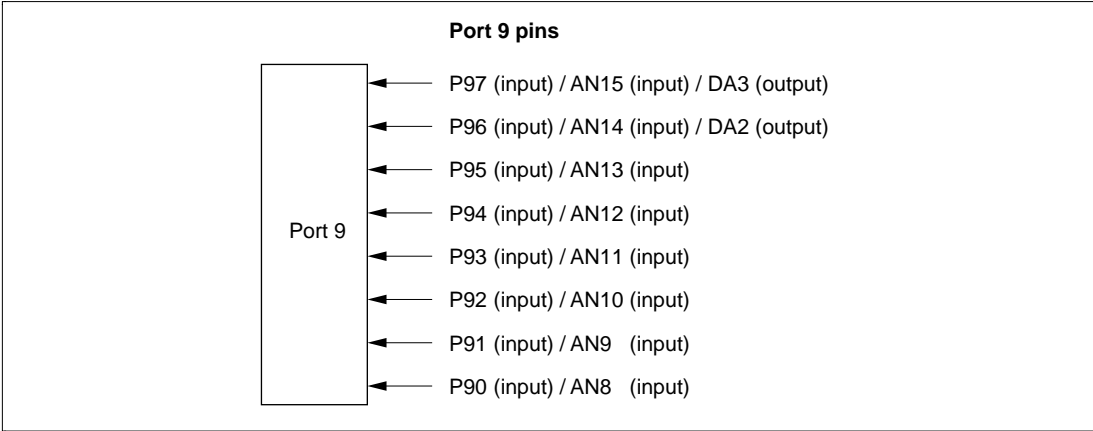 Port 9 pins
P97 (input) / AN15 (input) / DA3 (output)
P96 (input) / AN14 (input) / DA2 (output)
P95 (input) / AN13 (input)
P94 (input) / AN12 (input)
Port 9
P93 (input) / AN11 (input)
P92 (input) / AN10 (input)
P91 (input) / AN9 (input)
P90 (input) / AN8 (input)